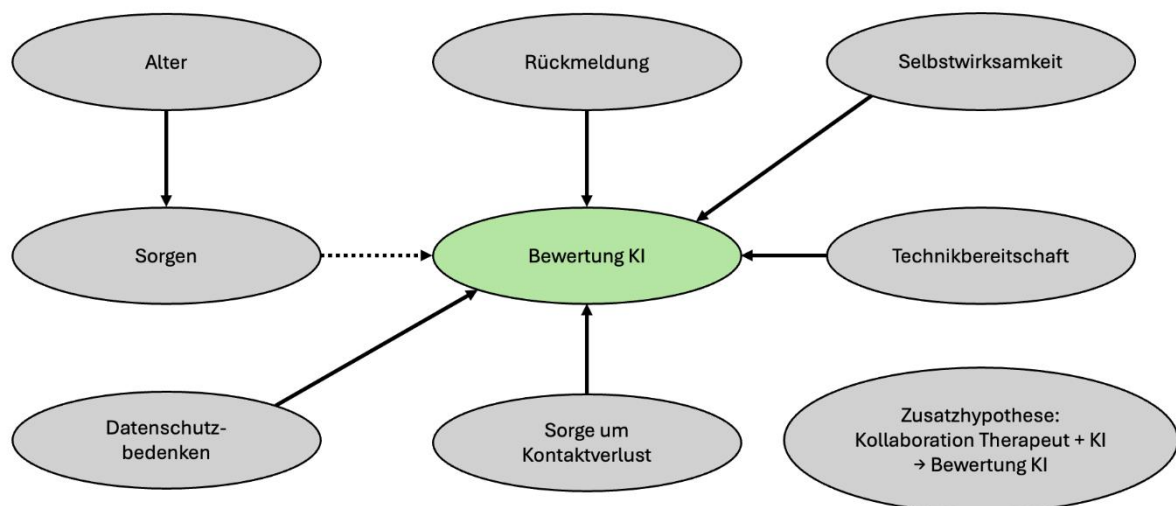 Alter
Rückmeldung
Selbstwirksamkeit
Sorgen
Bewertung KI
Technikbereitschaft
Datenschutz-
bedenken
Sorge um
Kontaktverlust
Zusatzhypothese:
Kollaboration Therapeut + KI
→ Bewertung KI